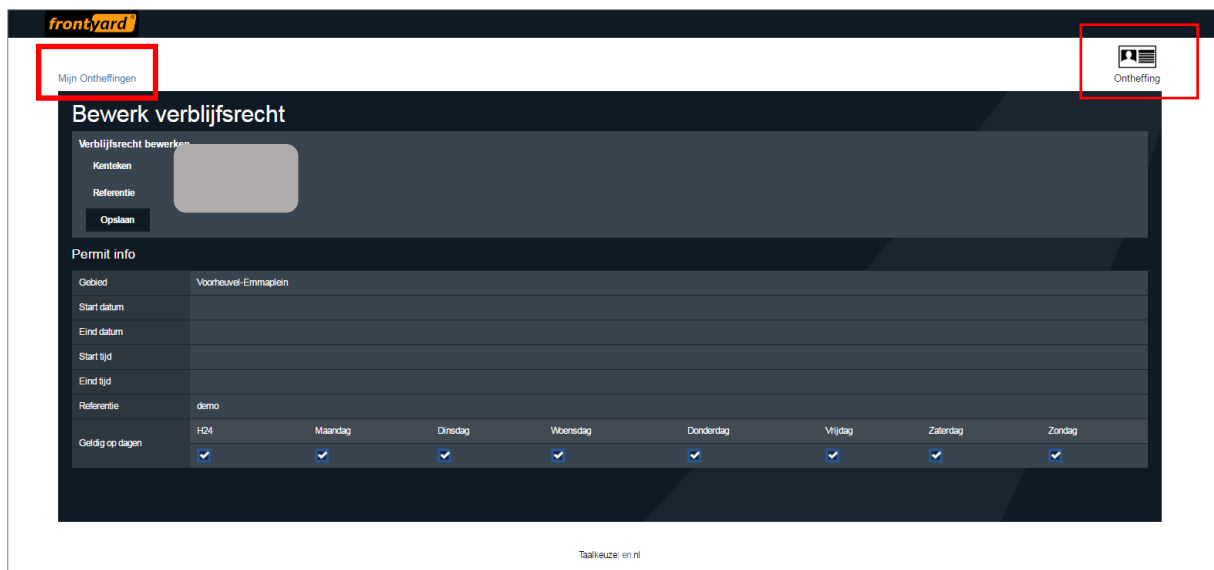 frontyard
Mijn Ontheffingen
Ontheffing
Bewerk verblijfsrecht
Verblijfsrecht bewerken
Kenteken
Referentie
Opslaan
Permit info
Gebied Voorheuvel-Emmaplein
Start datum
Eind datum
Start tijd
Eind tijd
Referentie demo
Geldig op dagen
H24 Maandag Dinsdag Woensdag Donderdag Vrijdag Zaterdag Zondag
Taalkeuze: en nl